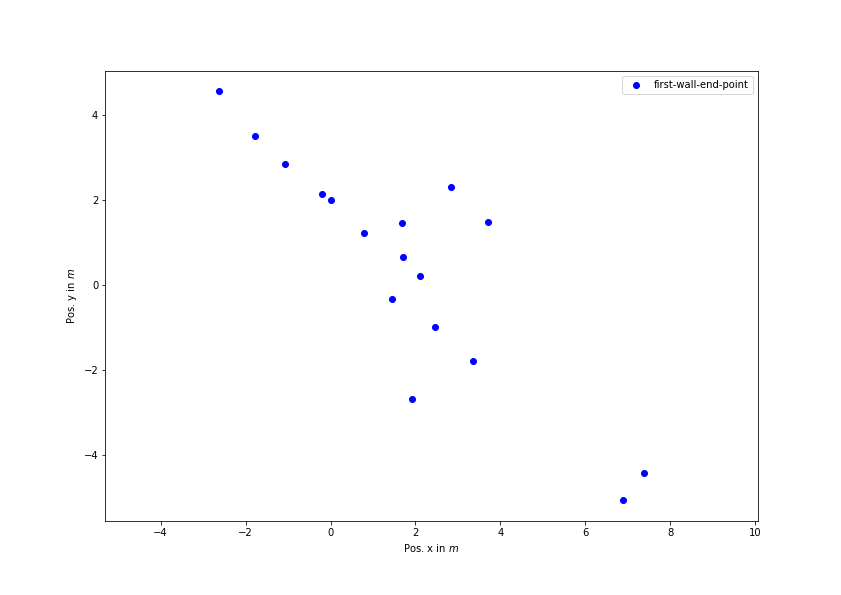 first-wall-end-point
4
2
0
−2
−4
Pos. y in m
−4 −2 0 2 4 6 8 10
Pos. x in m